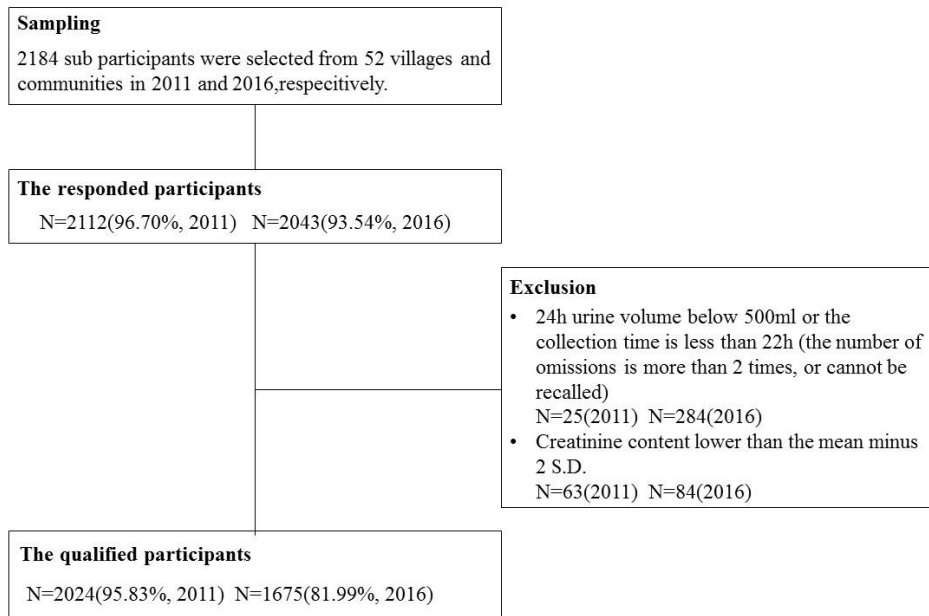 Sampling
2184 sub participants were selected from 52 villages and
communities in 2011 and 2016,respecitively.
The responded participants
N=2112(96.70%, 2011) N=2043(93.54%, 2016)
Exclusion
• 24h urine volume below 500ml or the
collection time is less than 22h (the number of
omissions is more than 2 times, or cannot be
recalled)
N=25(2011) N=284(2016)
• Creatinine content lower than the mean minus
2 S.D.
N=63(2011) N=84(2016)
The qualified participants
N=2024(95.83%, 2011) N=1675(81.99%, 2016)